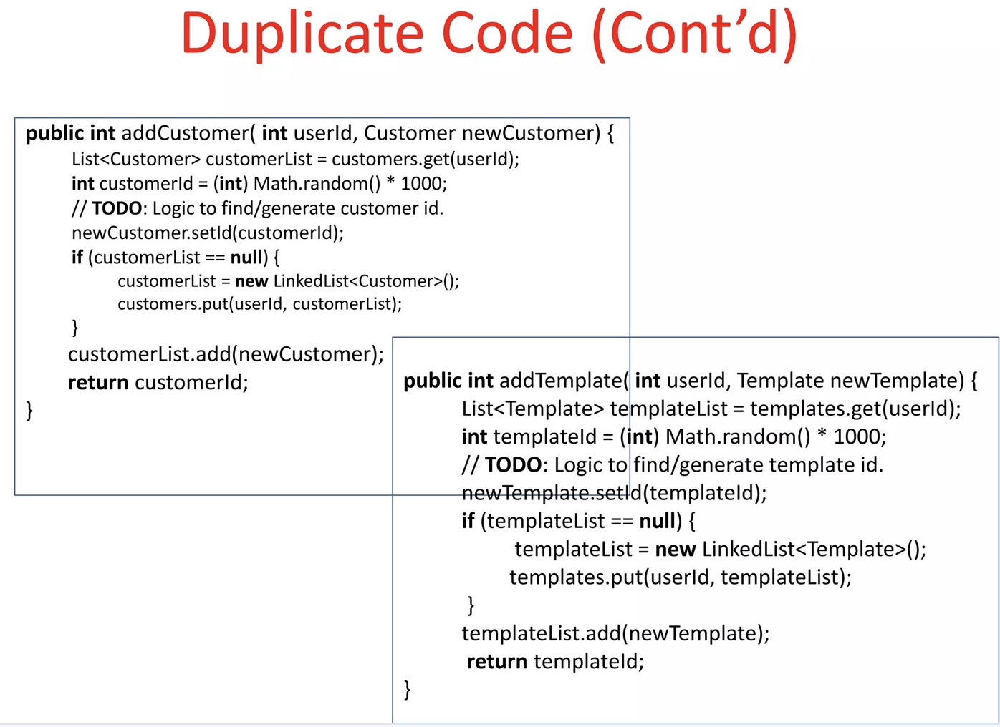 Duplicate Code (Cont’d)
public int addCustomer( int userId, Customer newCustomer) {
List<Customer> customerList = customers.get(userId);
int customerId = (int) Math.random() * 1000;
// TODO: Logic to find/generate customer id.
newCustomer.setId(customerId);
if (customerList == null) {
customerList = new LinkedList<Customer>();
customers.put(userId, customerList);
}
customerList.add(newCustomer);
return customerId;
}
public int addTemplate( int userId, Template newTemplate) {
List<Template> templateList = templates.get(userId);
int templateId = (int) Math.random() * 1000;
// TODO: Logic to find/generate template id.
newTemplate.setId(templateId);
if (templateList == null) {
templateList = new LinkedList<Template>();
templates.put(userId, templateList);
}
templateList.add(newTemplate);
return templateId;
}